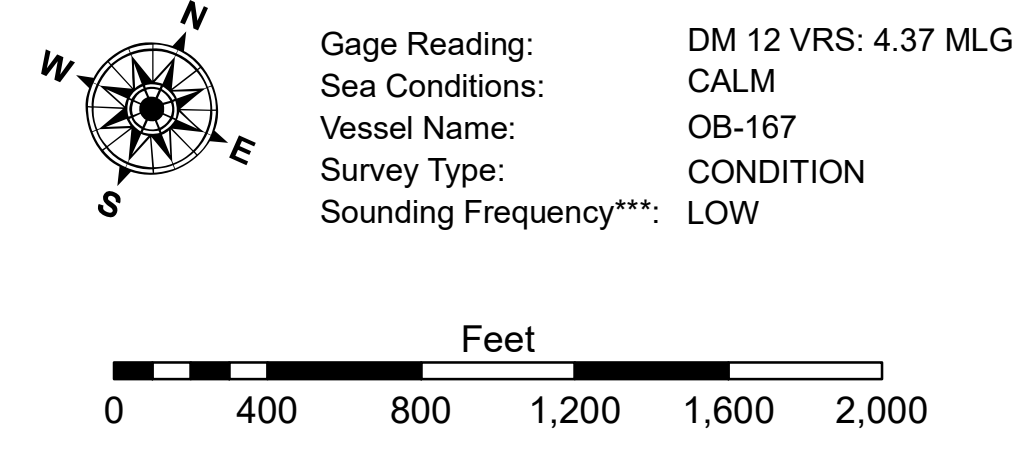 N
W
E
S
Gage Reading: DM 12 VRS: 4.37 MLG
Sea Conditions: CALM
Vessel Name: OB-167
Survey Type: CONDITION
Sounding Frequency***: LOW
Feet
0 400 800 1,200 1,600 2,000